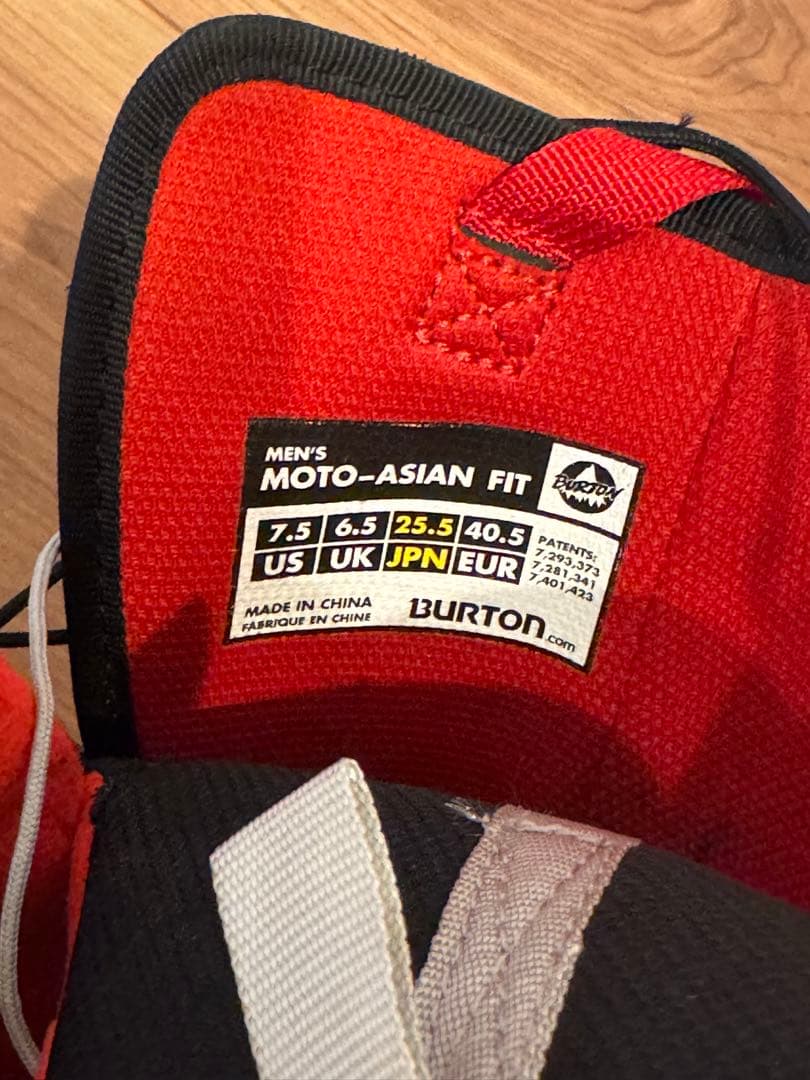 MEN'S
MOTO-ASIAN FIT
BURTON
7.5 6.5 25.5 40.5
US UK JPN EUR
PATENTS:
7,293,373
7,281,341
7,401,423
MADE IN CHINA
FABRIQUE EN CHINE
BURTON.com